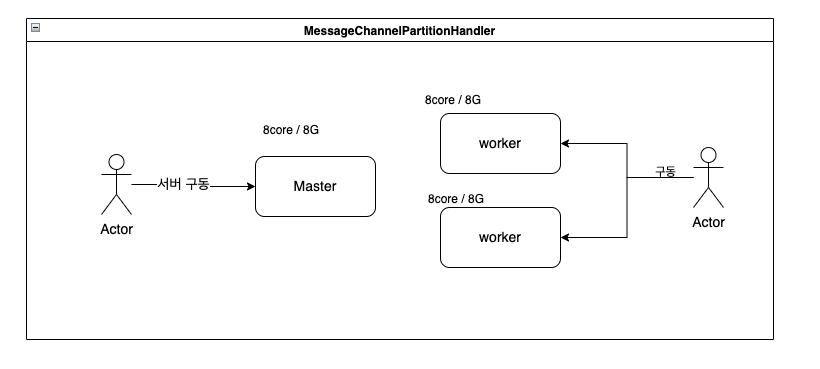 MessageChannelPartitionHandler
8core / 8G
8core / 8G
worker
서버 구동
Master
구동
8core / 8G
Actor
worker
Actor